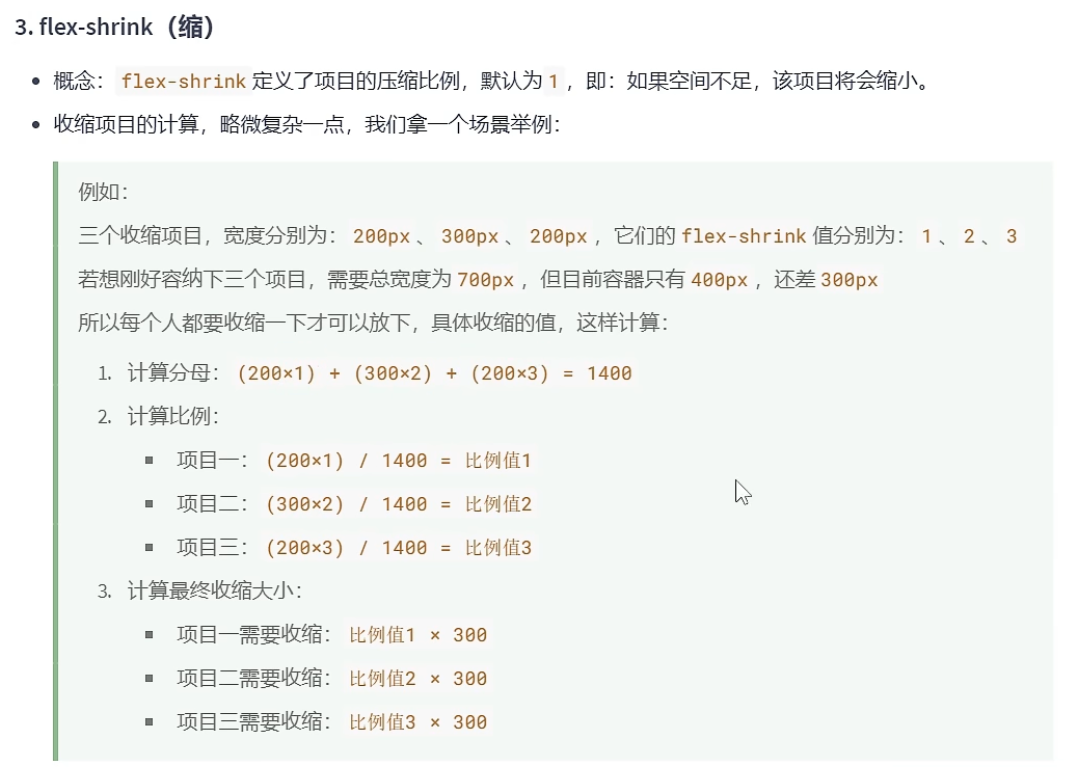 3. flex-shrink（缩）
概念：flex-shrink 定义了项目的压缩比例，默认为 1 ，即：如果空间不足，该项目将会缩小。
收缩项目的计算，略微复杂一点，我们拿一个场景举例：
例如：
三个收缩项目，宽度分别为： 200px 、 300px 、 200px ，它们的 flex-shrink 值分别为： 1 、 2 、 3
若想刚好容纳下三个项目，需要总宽度为 700px ，但目前容器只有 400px ，还差 300px
所以每个人都要收缩一下才可以放下，具体收缩的值，这样计算：
1. 计算分母： (200×1) + (300×2) + (200×3) = 1400
2. 计算比例：
项目一： (200×1) / 1400 = 比例值1
项目二： (300×2) / 1400 = 比例值2
项目三： (200×3) / 1400 = 比例值3
3. 计算最终收缩大小：
项目一需要收缩： 比例值1 × 300
项目二需要收缩： 比例值2 × 300
项目三需要收缩： 比例值3 × 300